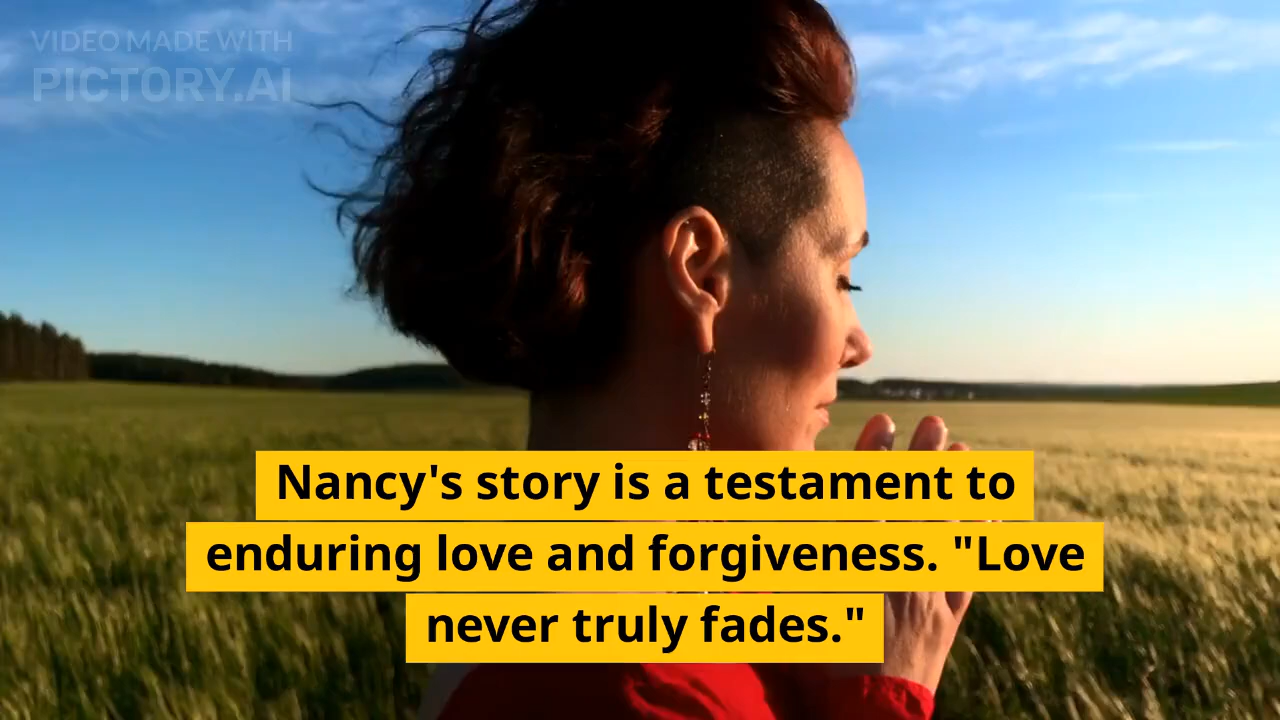 VIDEO MADE WITH
PICTORY.AI
Nancy's story is a testament to
enduring love and forgiveness. "Love
never truly fades."